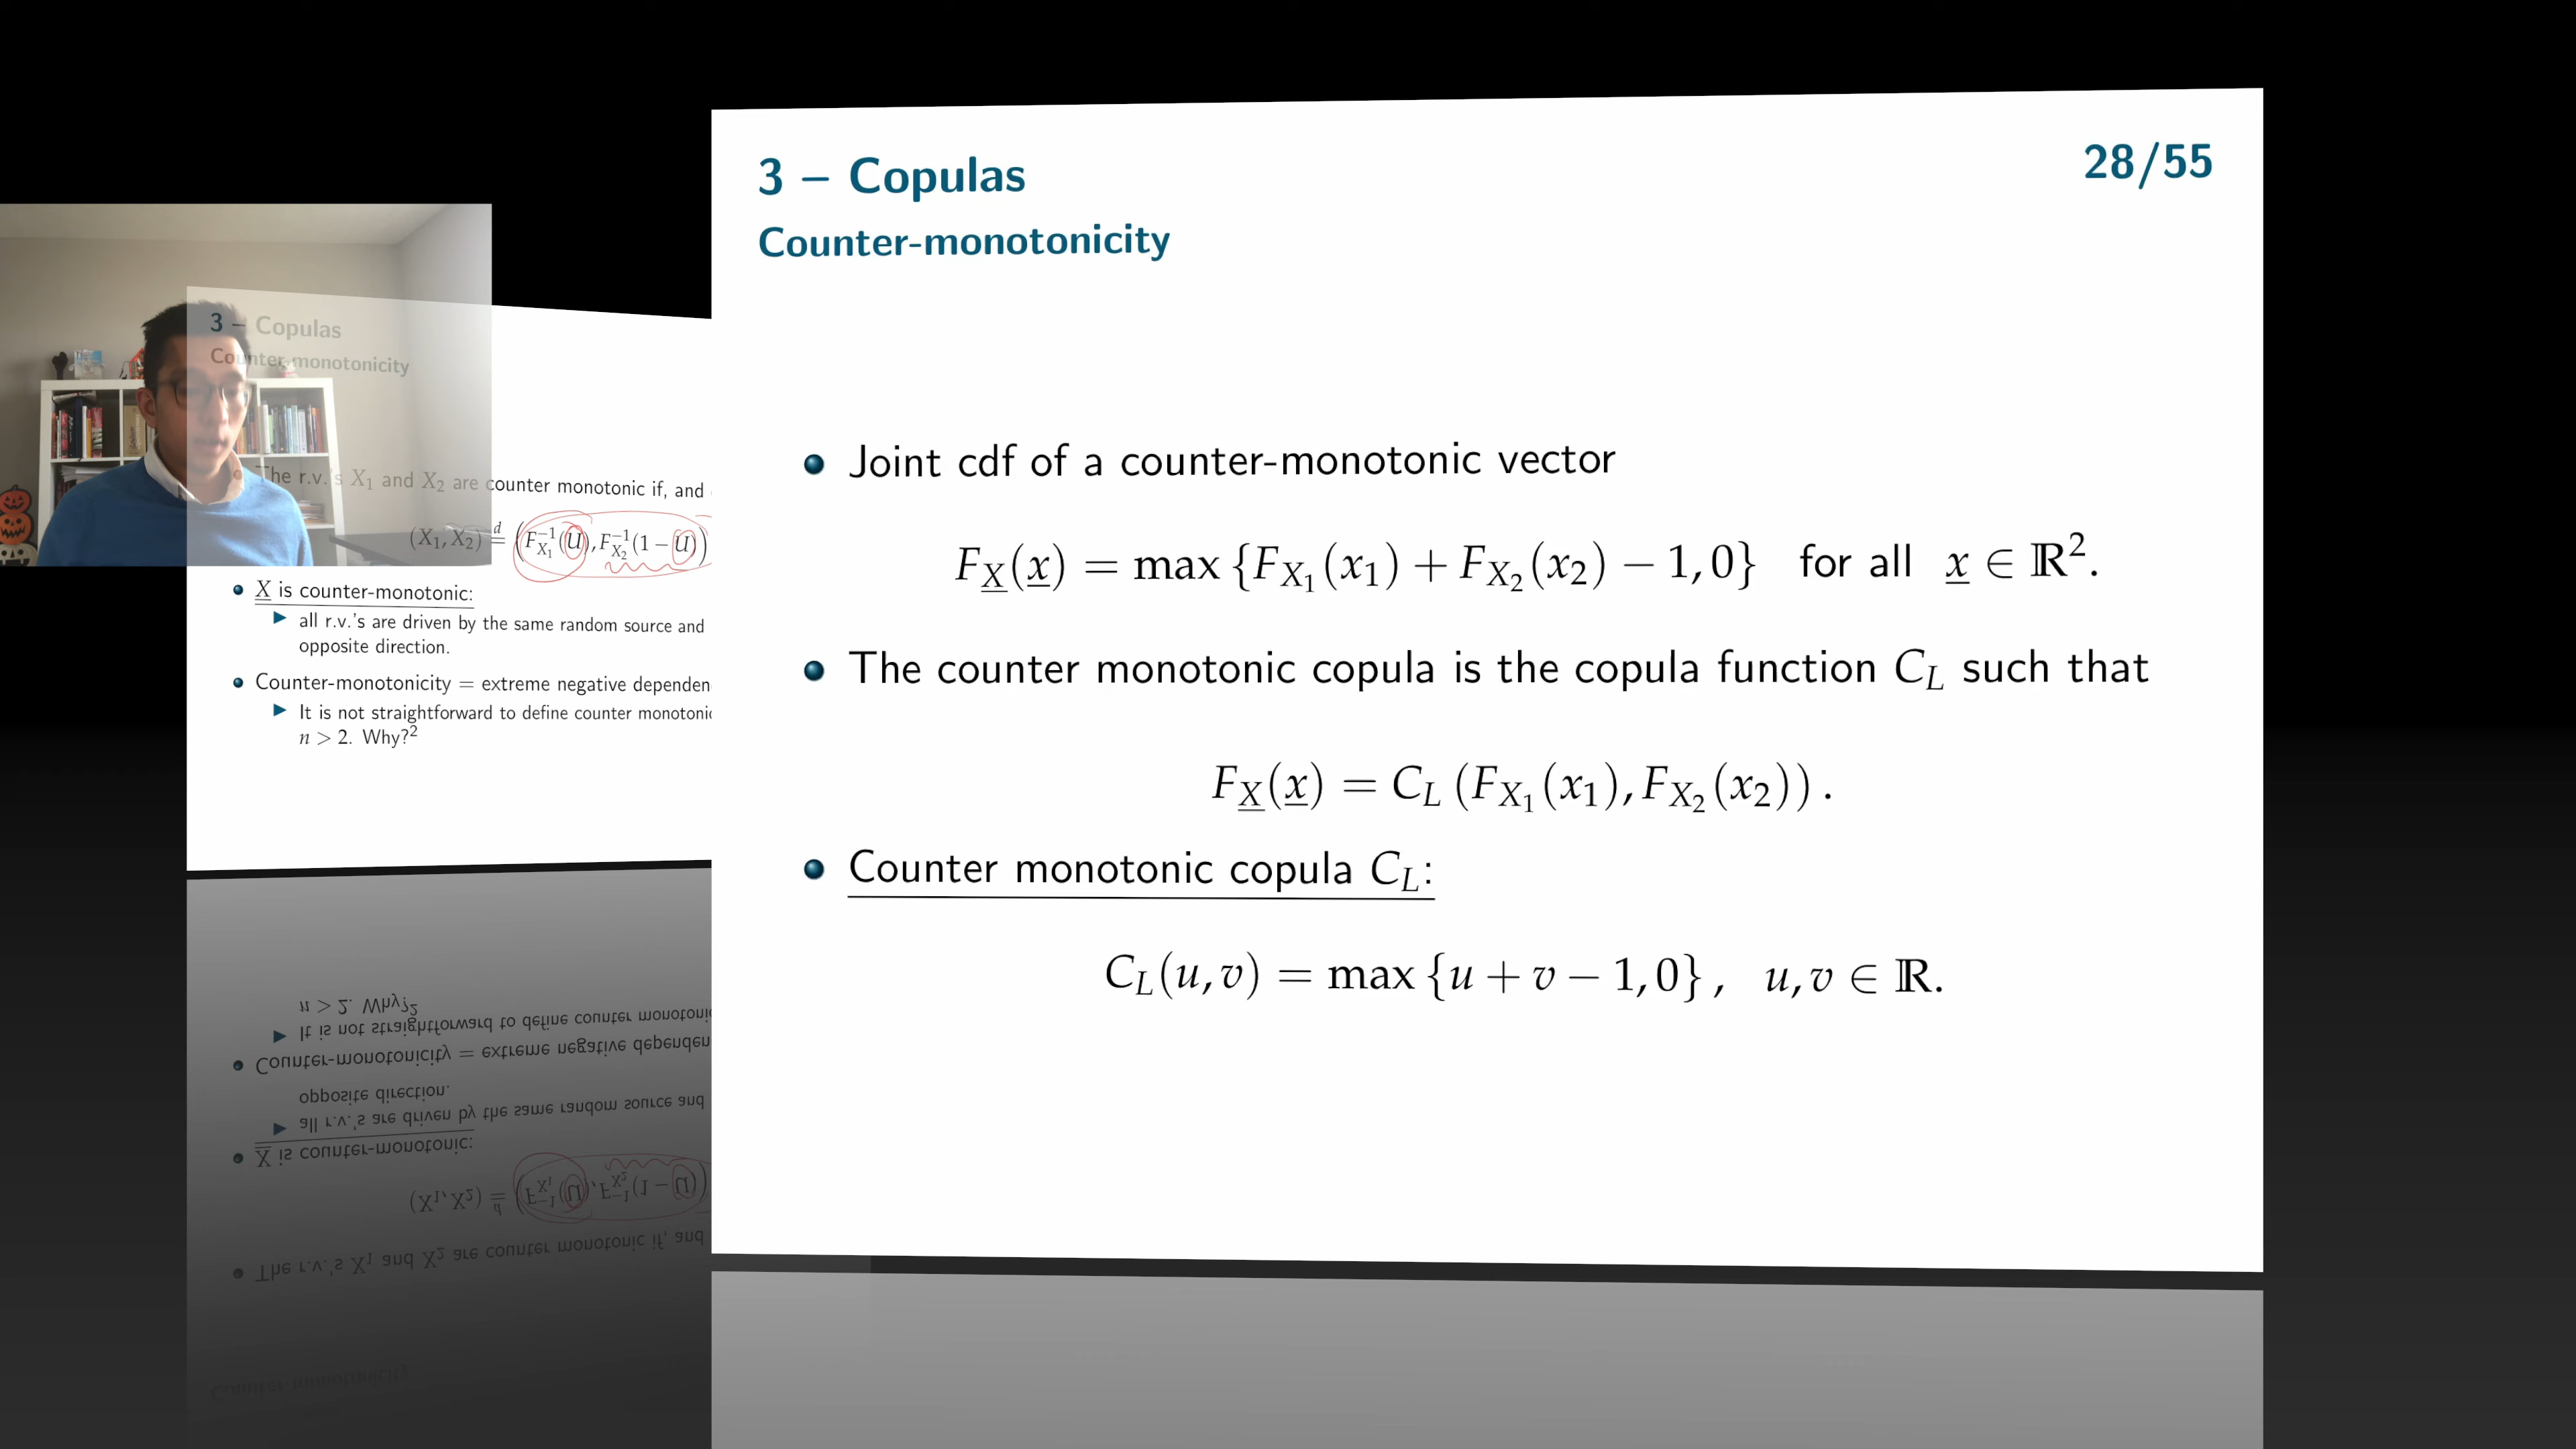 3 – Copulas
28/55
Counter-monotonicity
Joint cdf of a counter-monotonic vector
F_X(x) = max {F_{X_1}(x_1) + F_{X_2}(x_2) − 1, 0} for all x ∈ ℝ².
The counter monotonic copula is the copula function C_L such that
F_X(x) = C_L (F_{X_1}(x_1), F_{X_2}(x_2)) .
Counter monotonic copula C_L:
C_L(u, v) = max {u + v − 1, 0} , u, v ∈ ℝ.
3 – Copulas
Counter-monotonicity
The r.v.'s X_1 and X_2 are counter monotonic if, and
(X_1, X_2) =^d (F_{X_1}^{-1}(U), F_{X_2}^{-1}(1 − U))
X is counter-monotonic:
all r.v.'s are driven by the same random source and
opposite direction.
Counter-monotonicity = extreme negative
It is not straightforward to define counter
n > 2. Why?²